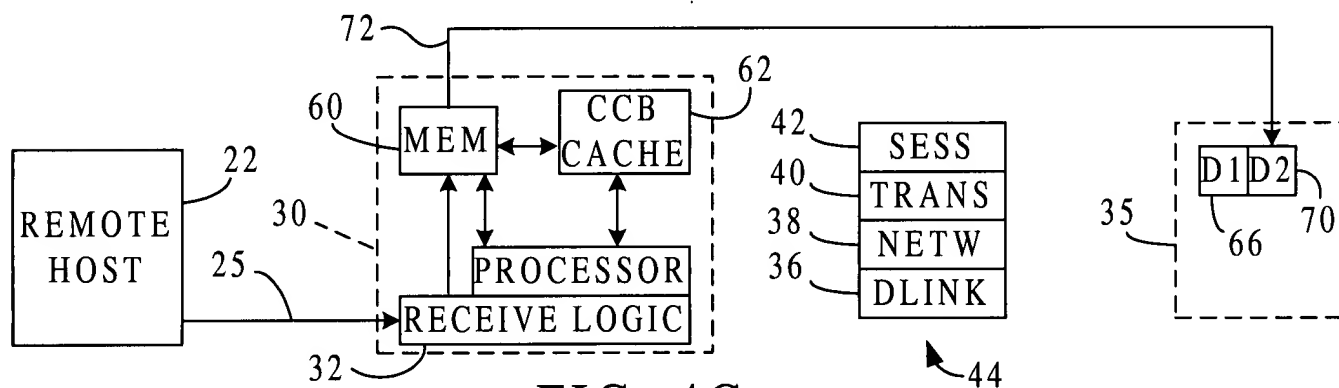 72
60
MEM
CCB
CACHE
62
22
REMOTE
HOST
30
25
PROCESSOR
RECEIVE LOGIC
32
42
SESS
40
TRANS
38
NETW
36
DLINK
44
35
D1
D2
66
70